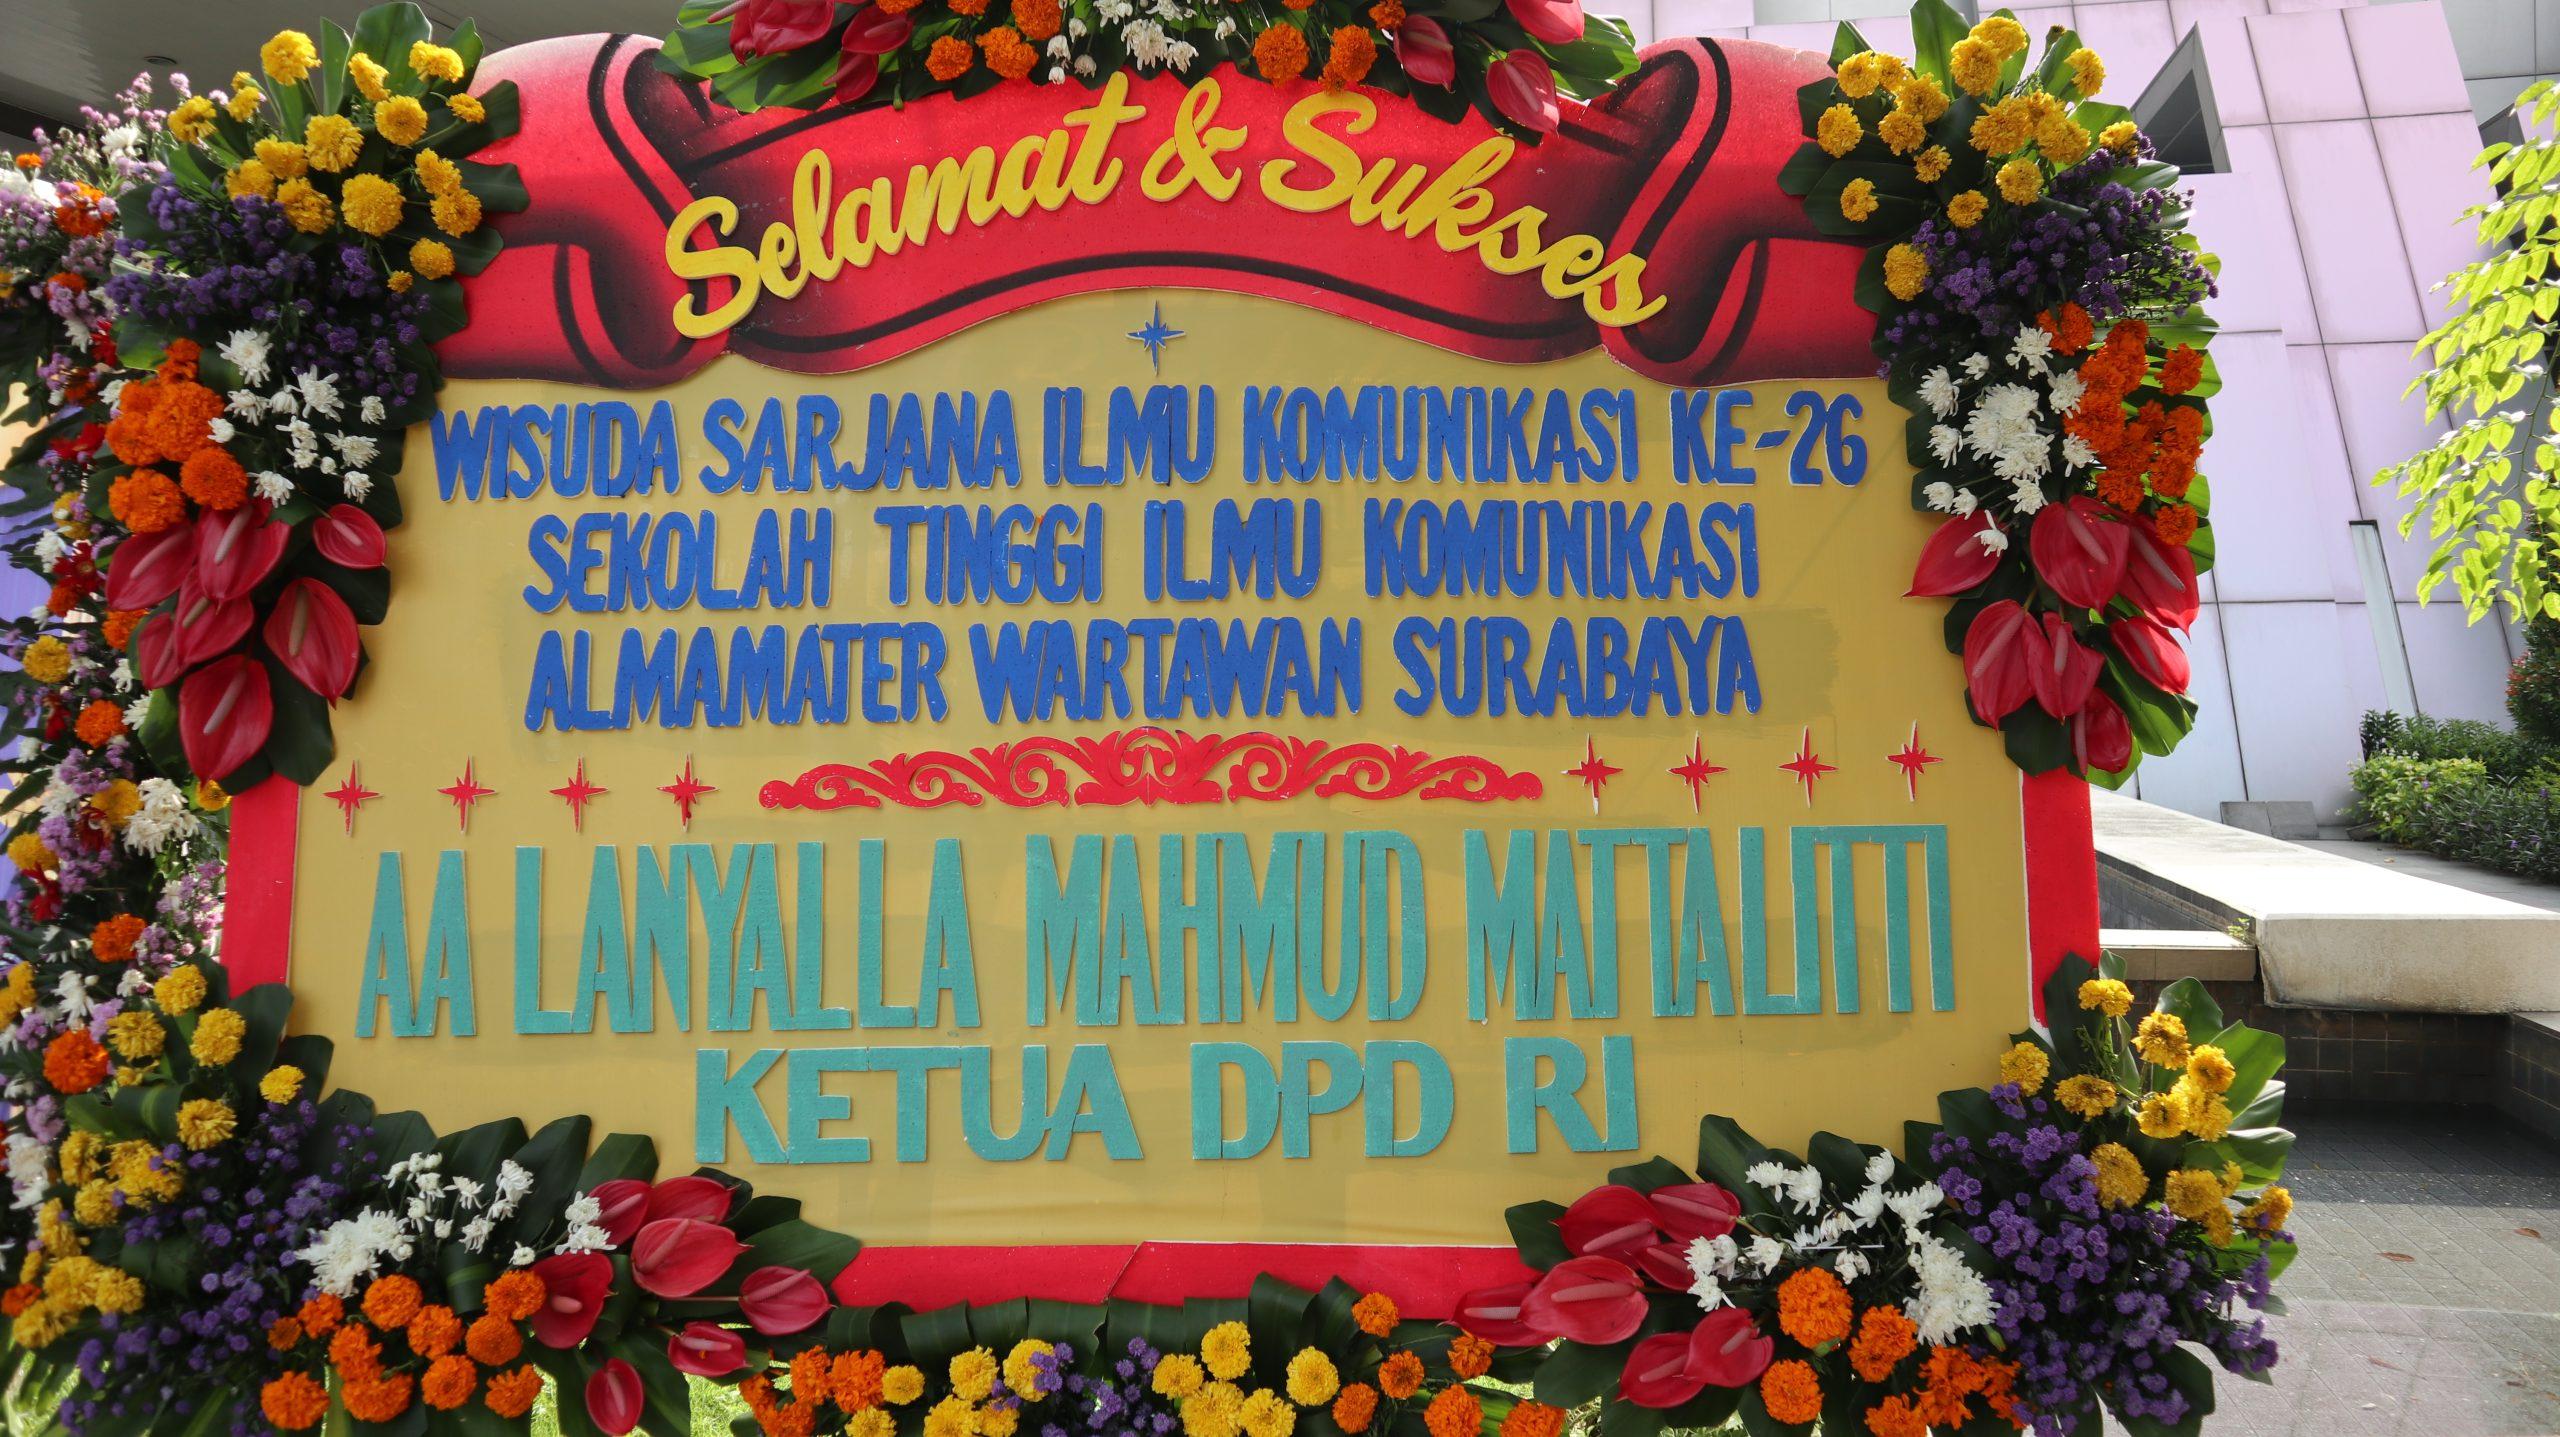 Selamat & Sukses
WISUDA SARJANA ILMU KOMUNIKASI KE-26
SEKOLAH TINGGI ILMU KOMUNIKASI
ALMAMATER WARTAWAN SURABAYA
AA LANYALLA MAHMUD MATTALITTI
KETUA DPD RI